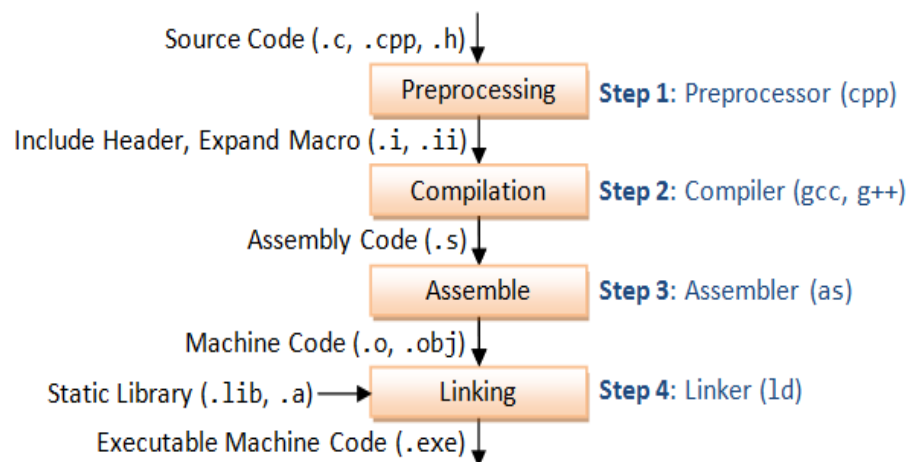 Source Code (.c, .cpp, .h)
Preprocessing
Step 1: Preprocessor (cpp)
Include Header, Expand Macro (.i, .ii)
Compilation
Step 2: Compiler (gcc, g++)
Assembly Code (.s)
Assemble
Step 3: Assembler (as)
Machine Code (.o, .obj)
Static Library (.lib, .a)
Linking
Step 4: Linker (ld)
Executable Machine Code (.exe)